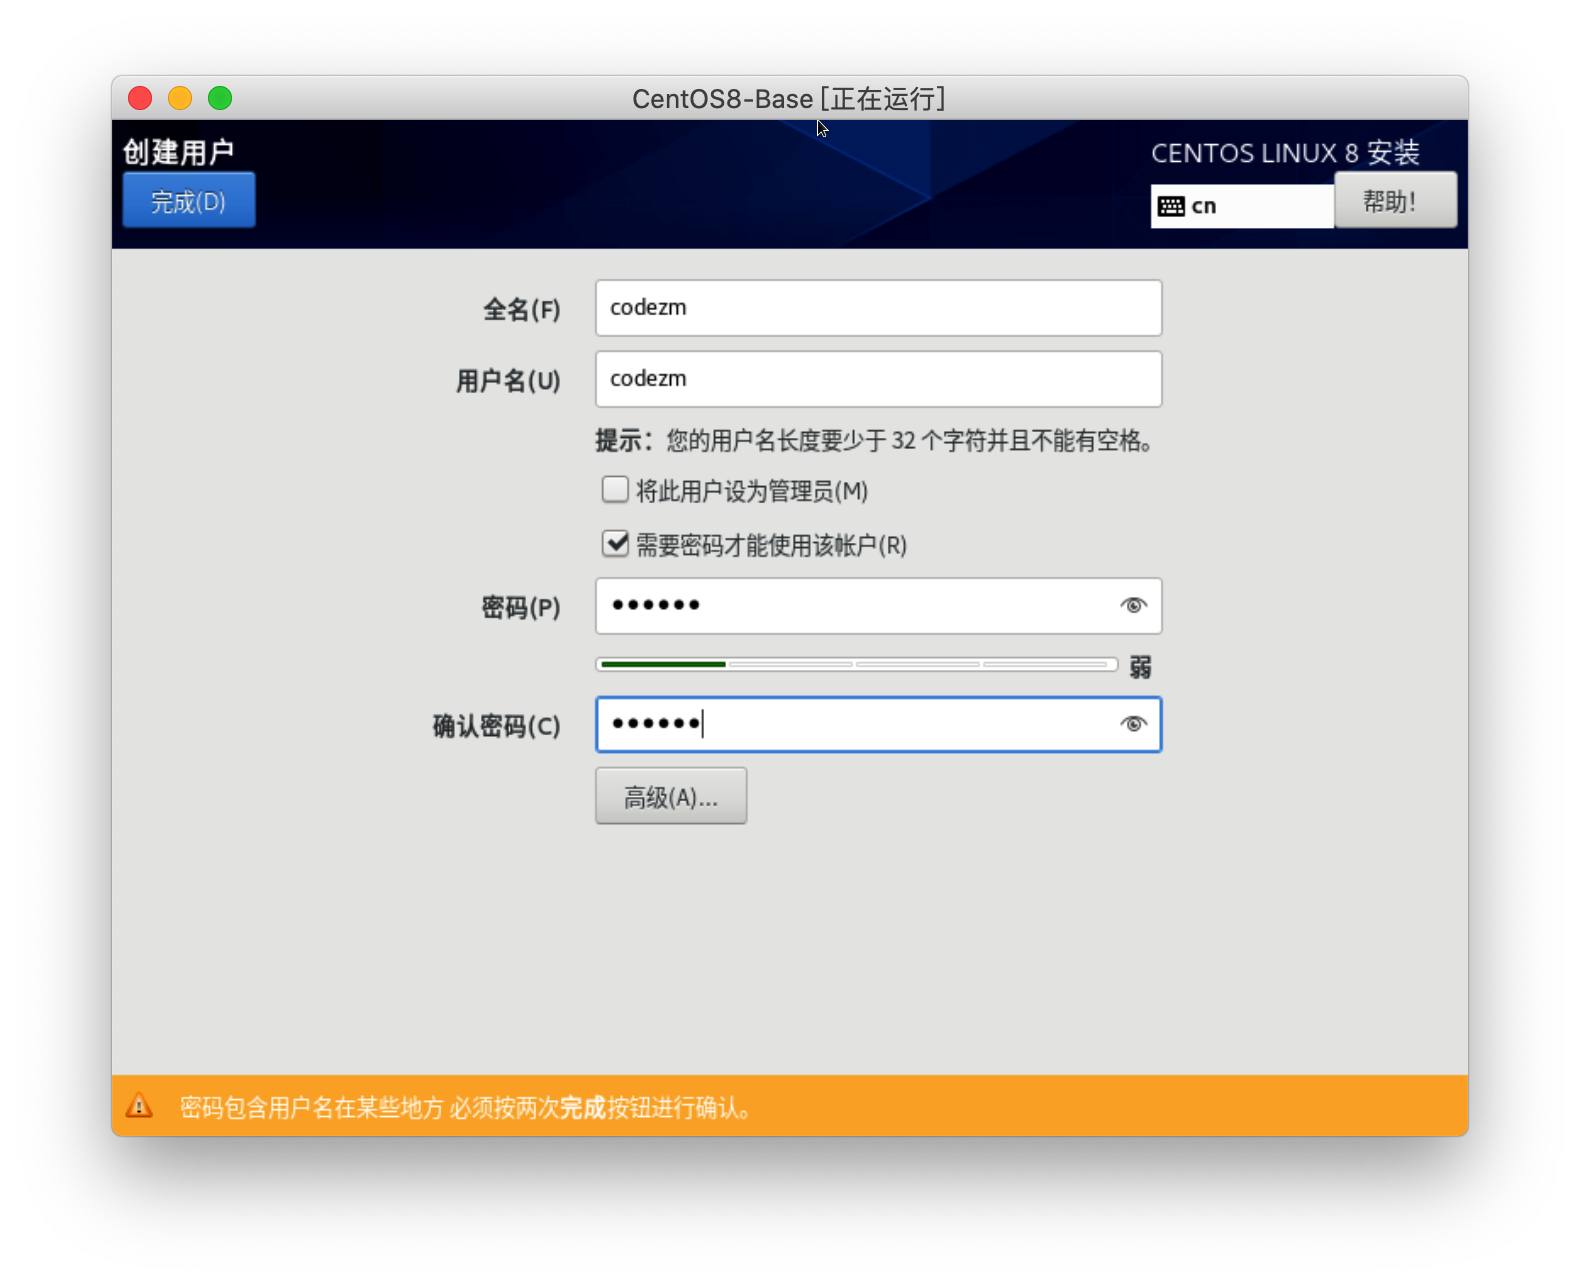 CentOS8-Base [正在运行]
创建用户
CENTOS LINUX 8 安装
完成(D)
cn
帮助!
全名(F)
codezm
用户名(U)
codezm
提示：您的用户名长度要少于 32 个字符并且不能有空格。
将此用户设为管理员(M)
需要密码才能使用该帐户(R)
密码(P)
••••••
弱
确认密码(C)
••••••
高级(A)...
密码包含用户名在某些地方 必须按两次完成按钮进行确认。